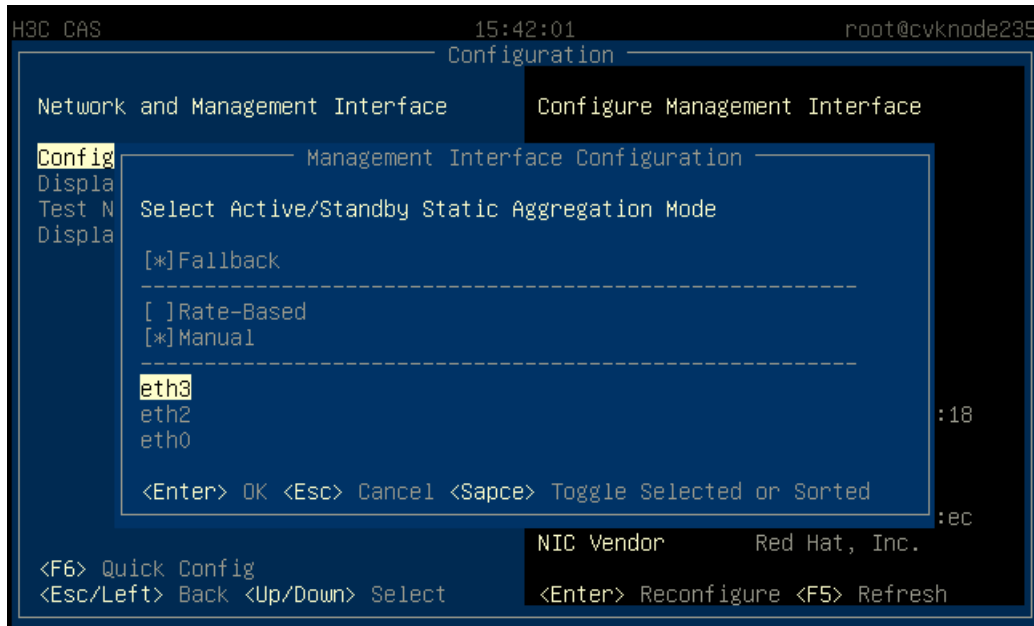 H3C CAS 15:42:01 root@cvknode235
Configuration
Network and Management Interface
Configure Management Interface
Config
Displa
Test N
Displa
Management Interface Configuration
Select Active/Standby Static Aggregation Mode
[*]Fallback
[ ]Rate-Based
[*]Manual
eth3
eth2
eth0
<Enter> OK <Esc> Cancel <Sapce> Toggle Selected or Sorted
:18
:ec
NIC Vendor Red Hat, Inc.
<F6> Quick Config
<Esc/Left> Back <Up/Down> Select
<Enter> Reconfigure <F5> Refresh